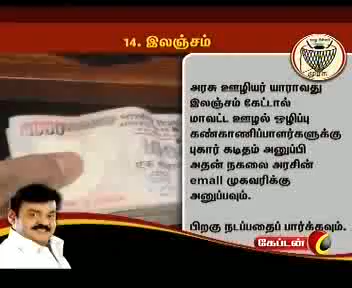 14. இலஞ்சம்
அரசு ஊழியர் யாராவது
இலஞ்சம் கேட்டால்
மாவட்ட ஊழல் ஒழிப்பு
கண்காணிப்பாளர்களுக்கு
புகார் கடிதம் அனுப்பி
அதன் நகலை அரசின்
email முகவரிக்கு
அனுப்பவும்.
பிறகு நடப்பதைப் பார்க்கவும்.
கேப்டன்